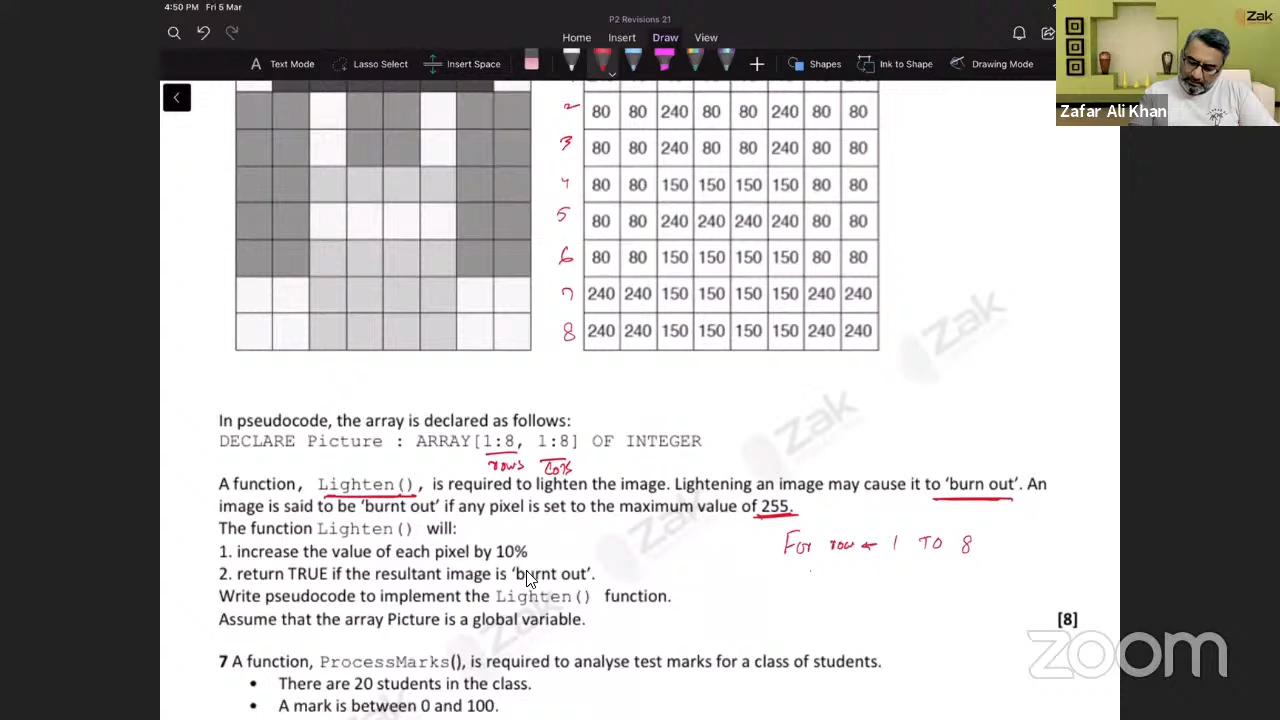 4:50 PM Fri 5 Mar
P2 Revisions 21
Home Insert Draw View
Text Mode Lasso Select Insert Space Shapes Ink to Shape Drawing Mode
Zak
Zafar Ali Khan
2 80 80 240 80 80 240 80 80
3 80 80 240 80 80 240 80 80
4 80 80 150 150 150 150 80 80
5 80 80 240 240 240 240 80 80
6 80 80 150 150 150 150 80 80
7 240 240 150 150 150 150 240 240
8 240 240 150 150 150 150 240 240
Zak
Zak
In pseudocode, the array is declared as follows:
DECLARE Picture : ARRAY[1:8, 1:8] OF INTEGER
rows cols
A function, Lighten(), is required to lighten the image. Lightening an image may cause it to ‘burn out’. An
image is said to be ‘burnt out’ if any pixel is set to the maximum value of 255.
The function Lighten() will:
For row ← 1 TO 8
1. increase the value of each pixel by 10%
2. return TRUE if the resultant image is ‘burnt out’.
Write pseudocode to implement the Lighten() function.
Assume that the array Picture is a global variable. [8]
zoom
7 A function, ProcessMarks(), is required to analyse test marks for a class of students.
• There are 20 students in the class.
• A mark is between 0 and 100.